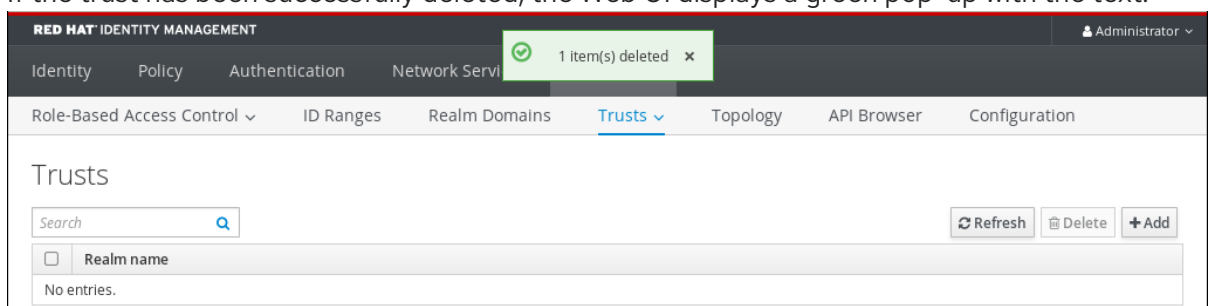 If the trust has been successfully deleted, the Web UI displays a green pop-up with the text:
RED HAT IDENTITY MANAGEMENT Administrator
1 item(s) deleted ×
Identity Policy Authentication Network Servi
Role-Based Access Control ID Ranges Realm Domains Trusts Topology API Browser Configuration
Trusts
Search Refresh Delete +Add
Realm name
No entries.